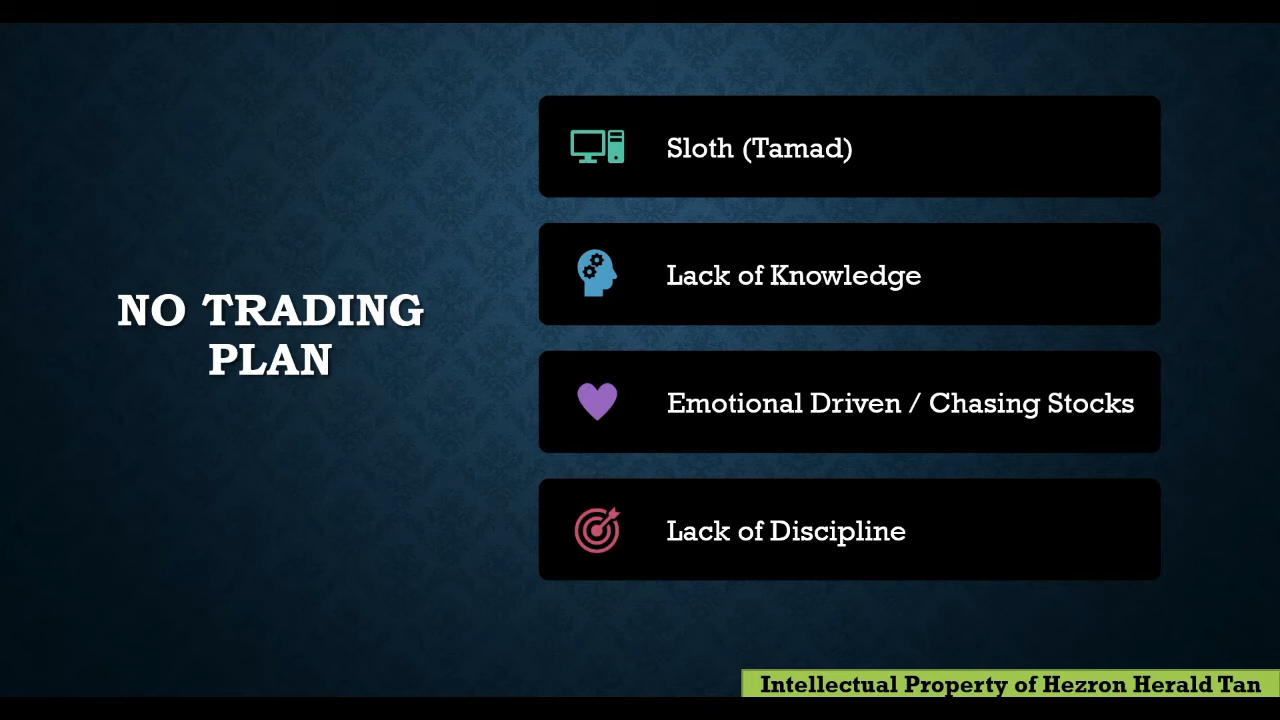 NO TRADING
PLAN
Sloth (Tamad)
Lack of Knowledge
Emotional Driven / Chasing Stocks
Lack of Discipline
Intellectual Property of Hezron Herald Tan